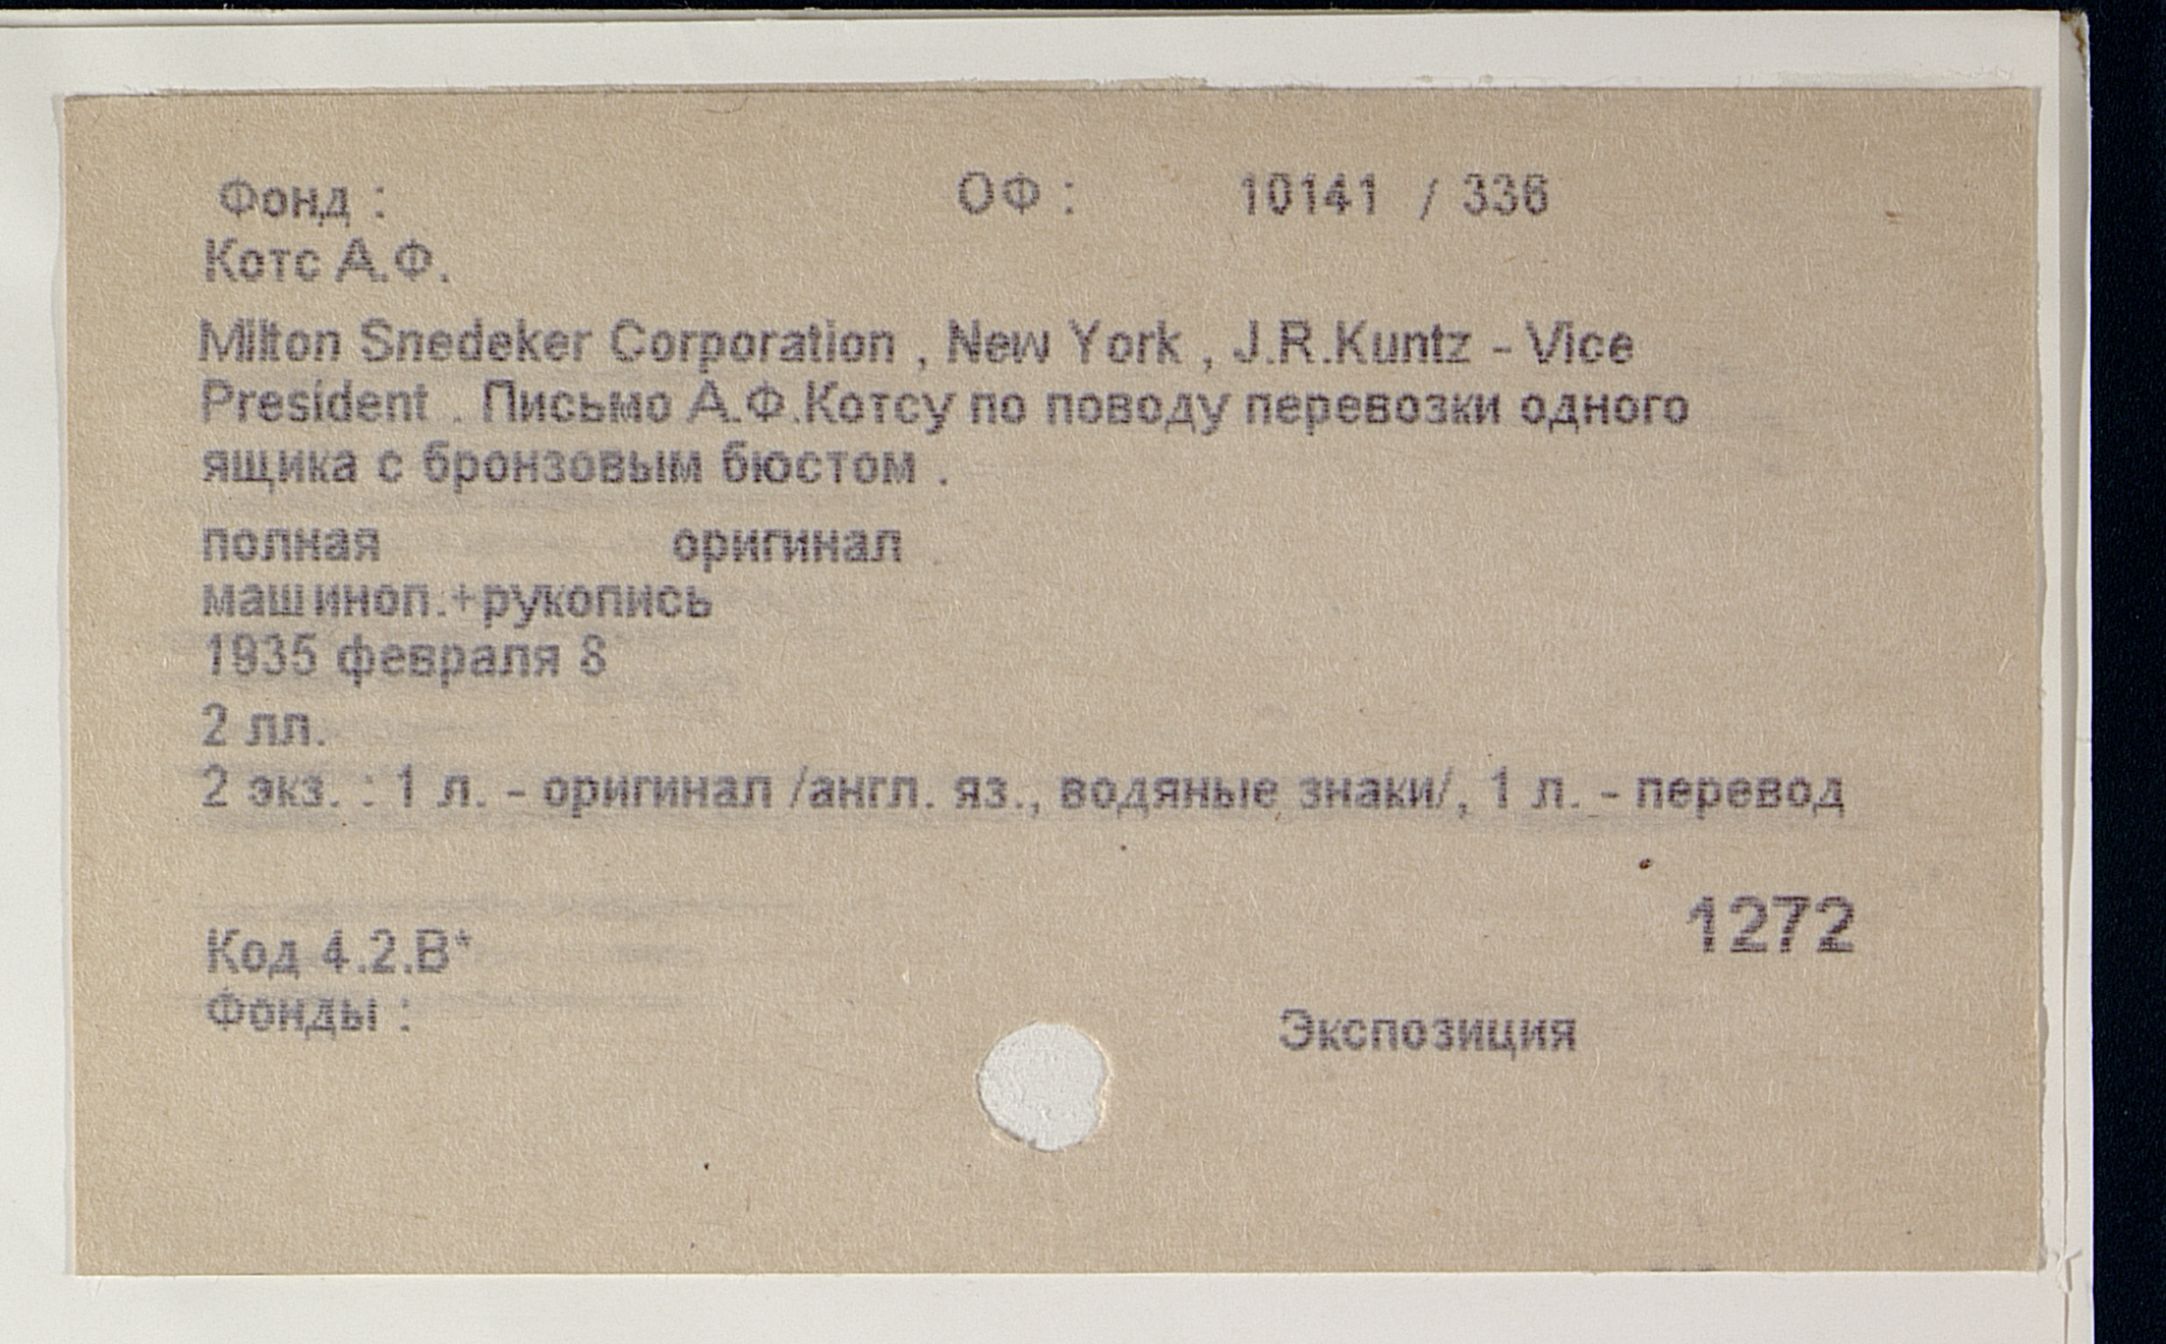 Фонд : ОФ : 10141 / 336
Котс А.Ф.
Milton Snedeker Corporation , New York , J.R.Kuntz - Vice
President . Письмо А.Ф.Котсу по поводу перевозки одного
ящика с бронзовым бюстом .
полная оригинал
машиноп.+рукопись
1935 февраля 8
2 лл.
2 экз. : 1 л. - оригинал /англ. яз., водяные знаки/, 1 л. - перевод
1272
Код 4.2.В*
Фонды :
Экспозиция